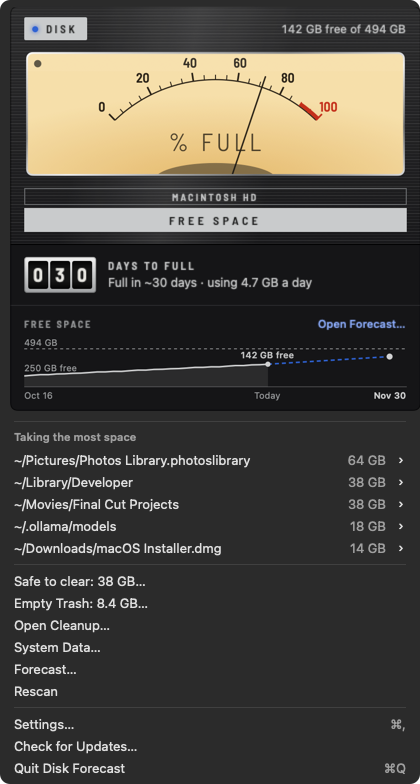 DISK
142 GB free of 494 GB
0 20 40 60 80 100
% FULL
MACINTOSH HD
FREE SPACE
030
DAYS TO FULL
Full in ~30 days · using 4.7 GB a day
FREE SPACE
Open Forecast...
494 GB
142 GB free
250 GB free
Oct 16
Today
Nov 30
Taking the most space
~/Pictures/Photos Library.photoslibrary 64 GB ›
~/Library/Developer 38 GB ›
~/Movies/Final Cut Projects 38 GB ›
~/.ollama/models 18 GB ›
~/Downloads/macOS Installer.dmg 14 GB ›
Safe to clear: 38 GB...
Empty Trash: 8.4 GB...
Open Cleanup...
System Data...
Forecast...
Rescan
Settings... ⌘,
Check for Updates...
Quit Disk Forecast ⌘Q